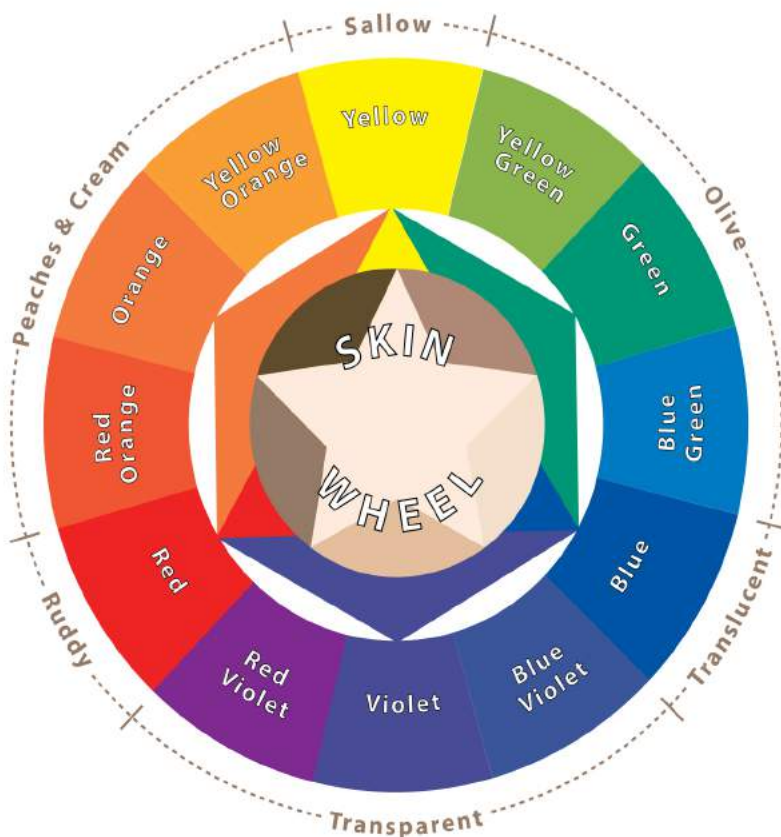 Sallow
Yellow
Yellow
Green
Olive
Green
Blue
Green
Blue
Translucent
Blue
Violet
Violet
Transparent
Red
Violet
Red
Ruddy
Red
Orange
Orange
Peaches & Cream
Yellow
Orange
SKIN
WHEEL